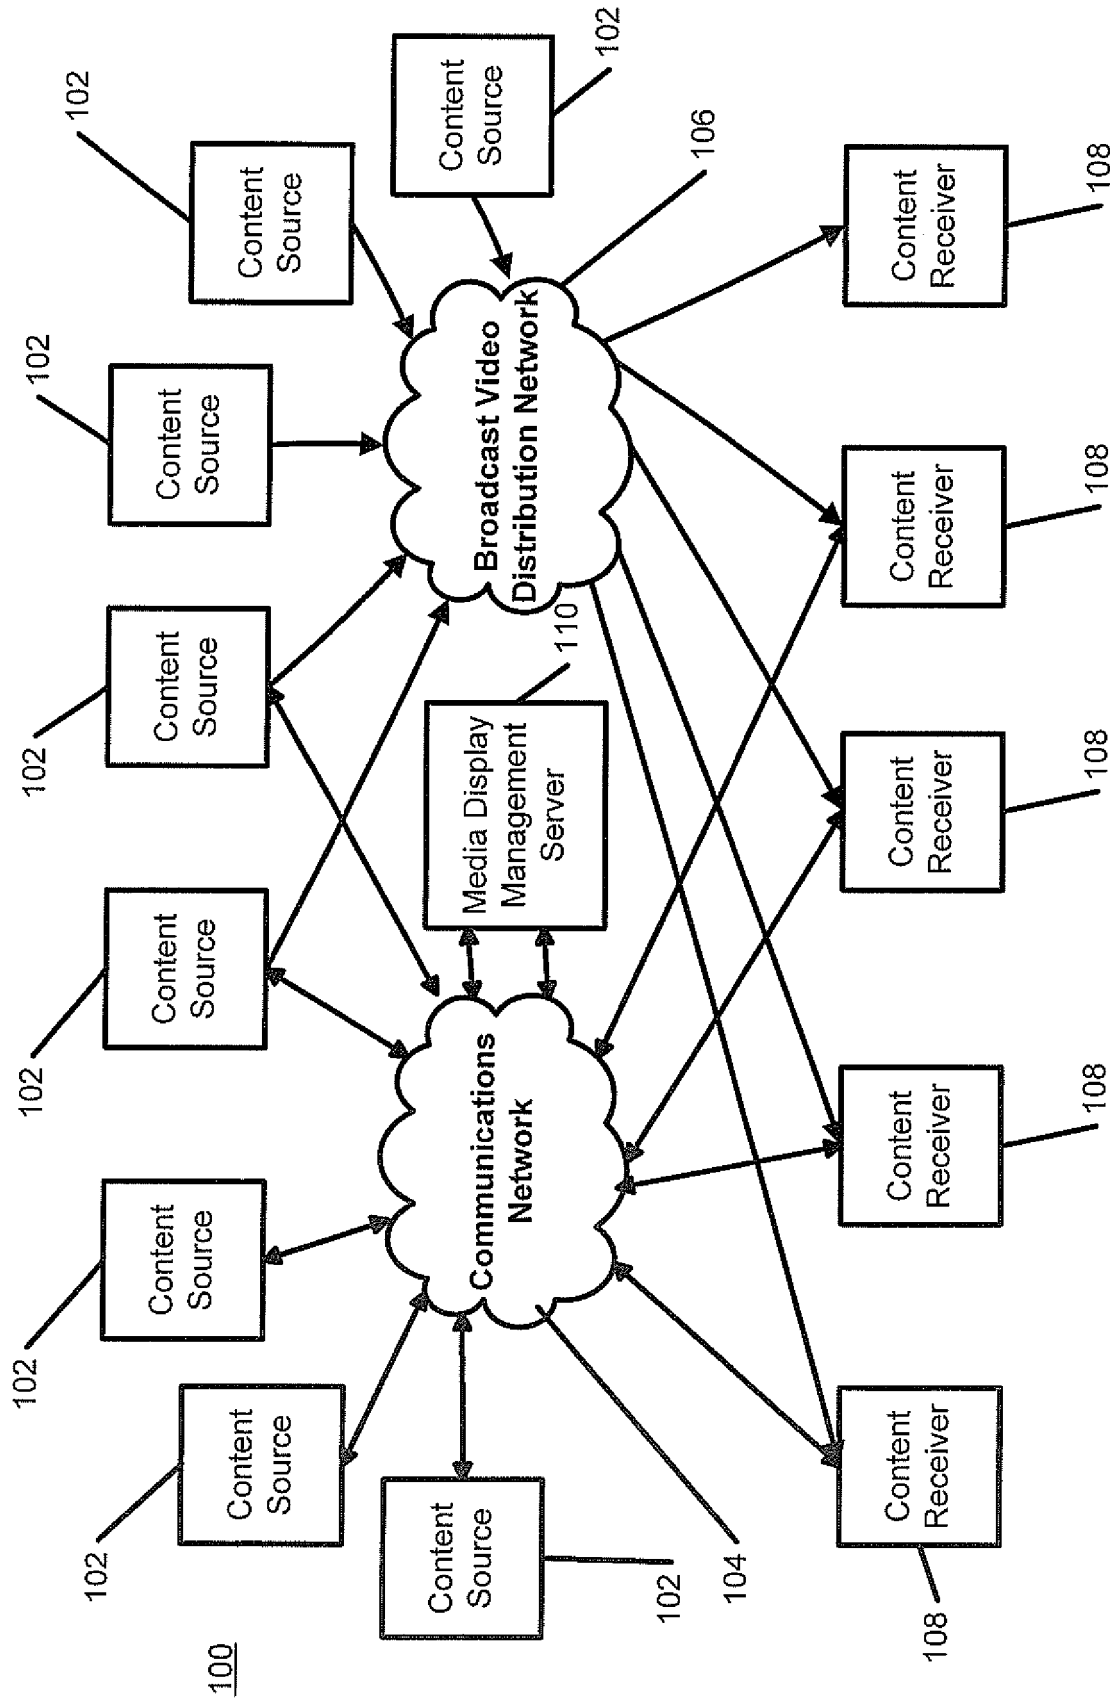 102
102
102
102
102
Content
Source
Content
Source
Content
Source
Content
Source
Content
Source
102
Content
Source
Content
Source
100
Content
Source
Communications
Network
Media Display
Management
Server
Broadcast Video
Distribution Network
Content
Source
110
102
102
104
106
Content
Receiver
Content
Receiver
Content
Receiver
Content
Receiver
Content
Receiver
108
108
108
108
108